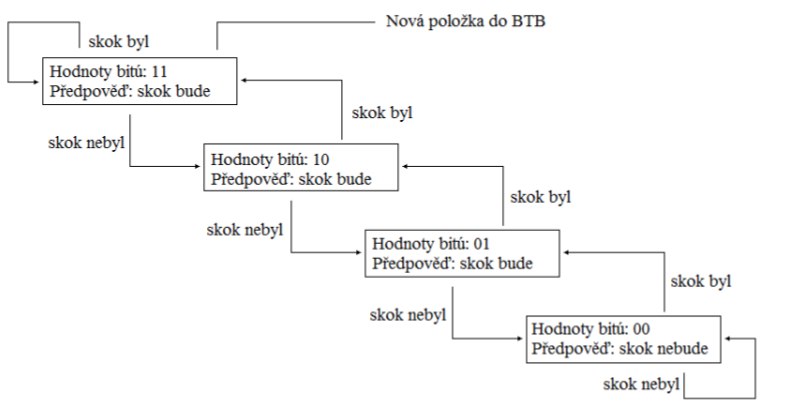 Nová položka do BTB
skok byl
Hodnoty bitů: 11
Předpověď: skok bude
skok byl
skok nebyl
Hodnoty bitů: 10
Předpověď: skok bude
skok byl
skok nebyl
Hodnoty bitů: 01
Předpověď: skok bude
skok byl
skok nebyl
Hodnoty bitů: 00
Předpověď: skok nebude
skok nebyl